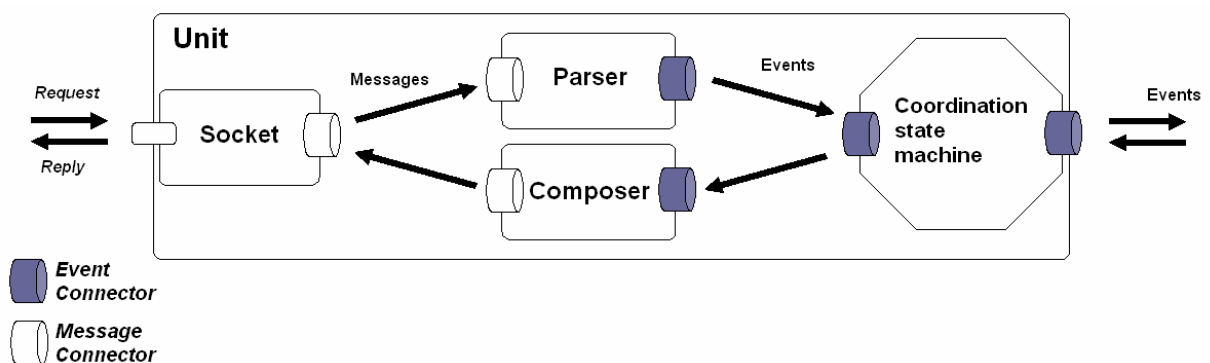 Unit
Request
Reply
Socket
Messages
Parser
Composer
Events
Coordination
state
machine
Events
Event
Connector
Message
Connector